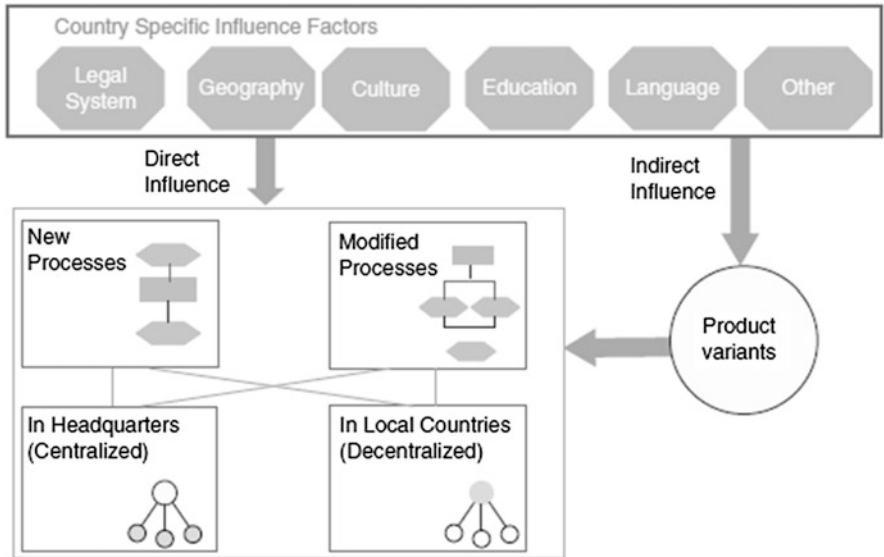 Country Specific Influence Factors
Legal
System
Geography
Culture
Education
Language
Other
Direct
Influence
Indirect
Influence
New
Processes
Modified
Processes
Product
variants
In Headquarters
(Centralized)
In Local Countries
(Decentralized)